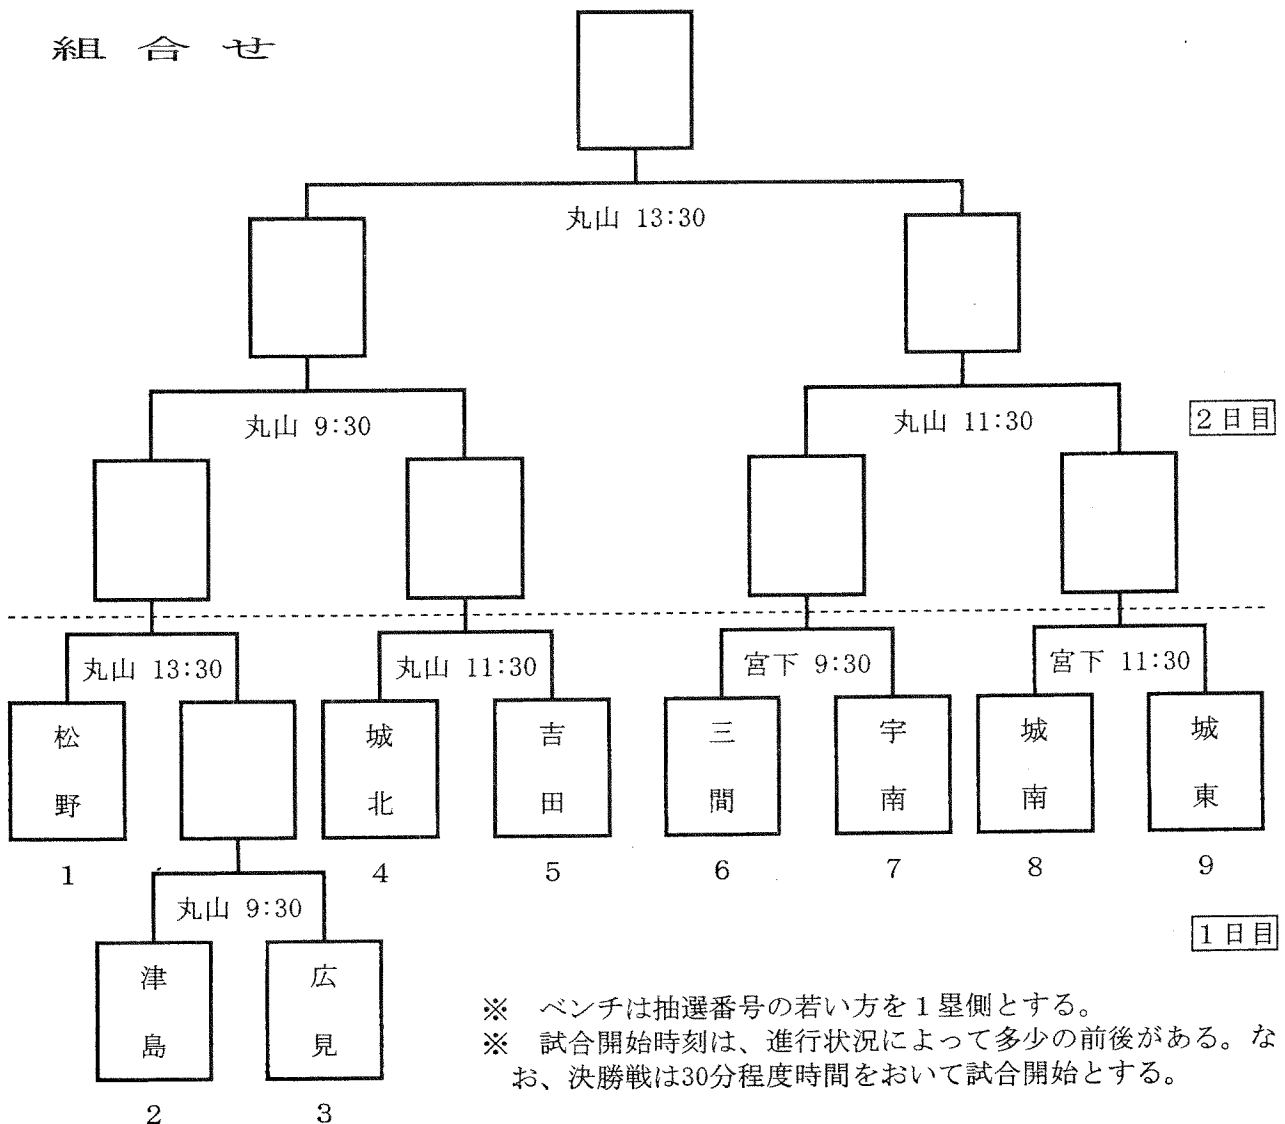 組合せ
丸山 13:30
丸山 9:30
丸山 11:30
2日目
丸山 13:30
丸山 11:30
宮下 9:30
宮下 11:30
松野
城北
吉田
三間
宇南
城南
城東
1
4
5
6
7
8
9
丸山 9:30
1日目
津島
広見
2
3
※ ベンチは抽選番号の若い方を1塁側とする。
※ 試合開始時刻は、進行状況によって多少の前後がある。な
お、決勝戦は30分程度時間をおいて試合開始とする。